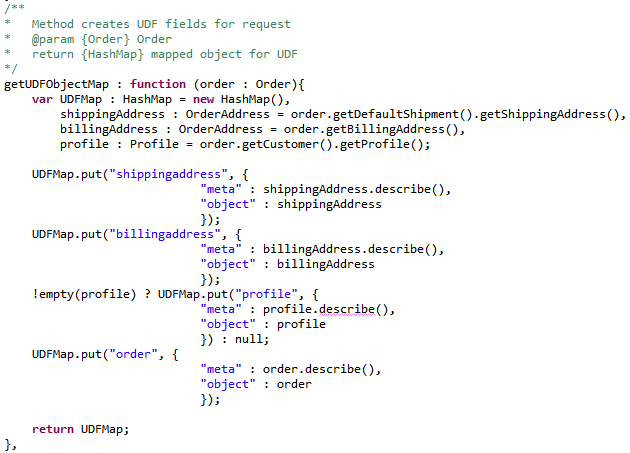 /**
*   Method creates UDF fields for request
*   @param {Order} Order
*   return {HashMap} mapped object for UDF
*/
getUDFObjectMap : function (order : Order){
    var UDFMap : HashMap = new HashMap(),
        shippingAddress : OrderAddress = order.getDefaultShipment().getShippingAddress(),
        billingAddress : OrderAddress = order.getBillingAddress(),
        profile : Profile = order.getCustomer().getProfile();

    UDFMap.put("shippingaddress", {
                            "meta" : shippingAddress.describe(),
                            "object" : shippingAddress
                            });
    UDFMap.put("billingaddress", {
                            "meta" : billingAddress.describe(),
                            "object" : billingAddress
                            });
    !empty(profile) ? UDFMap.put("profile", {
                            "meta" : profile.describe(),
                            "object" : profile
                            }) : null;
    UDFMap.put("order", {
                            "meta" : order.describe(),
                            "object" : order
                            });

    return UDFMap;
},